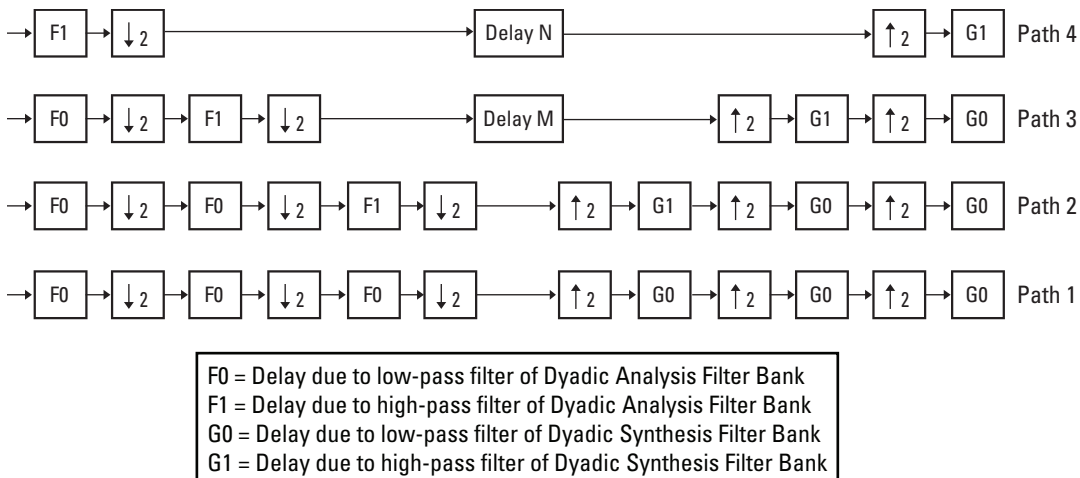 F1 ↓ 2 Delay N ↑ 2 G1 Path 4
F0 ↓ 2 F1 ↓ 2 Delay M ↑ 2 G1 ↑ 2 G0 Path 3
F0 ↓ 2 F0 ↓ 2 F1 ↓ 2 ↑ 2 G1 ↑ 2 G0 ↑ 2 G0 Path 2
F0 ↓ 2 F0 ↓ 2 F0 ↓ 2 ↑ 2 G0 ↑ 2 G0 ↑ 2 G0 Path 1
F0 = Delay due to low-pass filter of Dyadic Analysis Filter Bank
F1 = Delay due to high-pass filter of Dyadic Analysis Filter Bank
G0 = Delay due to low-pass filter of Dyadic Synthesis Filter Bank
G1 = Delay due to high-pass filter of Dyadic Synthesis Filter Bank